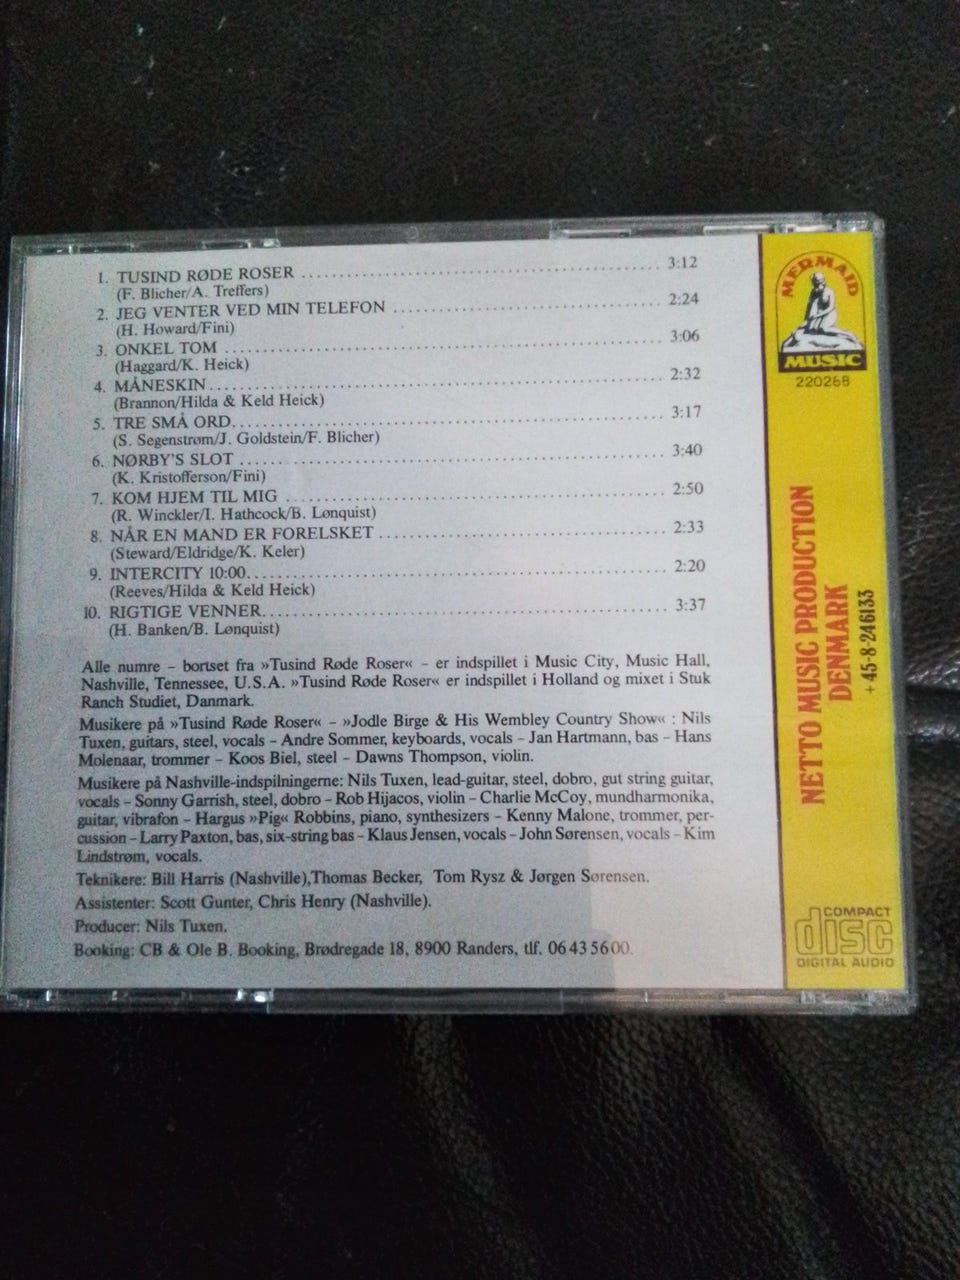 1. TUSIND RØDE ROSER ........ 3:12
(F. Blicher/A. Treffers)
2. JEG VENTER VED MIN TELEFON ........ 2:24
(H. Howard/Fini)
3. ONKEL TOM ........ 3:06
(Haggard/K. Heick)
4. MÅNESKIN ........ 2:32
(Brannon/Hilda & Keld Heick)
5. TRE SMÅ ORD ........ 3:17
(S. Segenstrøm/J. Goldstein/F. Blicher)
6. NØRBY'S SLOT ........ 3:40
(K. Kristofferson/Fini)
7. KOM HJEM TIL MIG ........ 2:50
(R. Winckler/I. Hathcock/B. Lønquist)
8. NÅR EN MAND ER FORELSKET ........ 2:33
(Steward/Eldridge/K. Keler)
9. INTERCITY 10:00 ........ 2:20
(Reeves/Hilda & Keld Heick)
10. RIGTIGE VENNER ........ 3:37
(H. Banken/B. Lønquist)
Alle numre – bortset fra »Tusind Røde Roser« – er indspillet i Music City, Music Hall,
Nashville, Tennessee, U.S.A. »Tusind Røde Roser« er indspillet i Holland og mixet i Stuk
Ranch Studiet, Danmark.
Musikere på »Tusind Røde Roser« – »Jodle Birge & His Wembley Country Show« : Nils
Tuxen, guitars, steel, vocals – Andre Sommer, keyboards, vocals – Jan Hartmann, bas – Hans
Molenaar, trommer – Koos Biel, steel – Dawns Thompson, violin.
Musikere på Nashville-indspilningerne: Nils Tuxen, lead-guitar, steel, dobro, gut string guitar,
vocals – Sonny Garrish, steel, dobro – Rob Hijacos, violin – Charlie McCoy, mundharmonika,
guitar, vibrafon – Hargus »Pig« Robbins, piano, synthesizers – Kenny Malone, trommer, per-
cussion – Larry Paxton, bas, six-string bas – Klaus Jensen, vocals – John Sørensen, vocals – Kim
Lindstrøm, vocals.
Teknikere: Bill Harris (Nashville),Thomas Becker, Tom Rysz & Jørgen Sørensen.
Assistenter: Scott Gunter, Chris Henry (Nashville).
Producer: Nils Tuxen.
Booking: CB & Ole B. Booking, Brødregade 18, 8900 Randers, tlf. 06 43 56 00.
MERMAID
MUSIC
220268
NETTO MUSIC PRODUCTION
DENMARK
+ 45-8-246133
COMPACT
disc
DIGITAL AUDIO